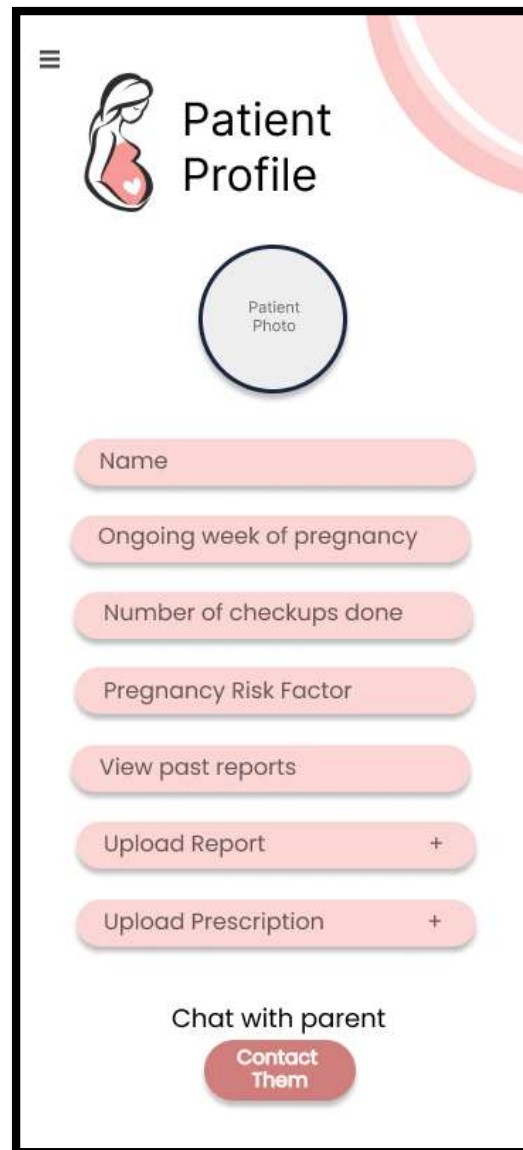 Patient
Profile
Patient
Photo
Name
Ongoing week of pregnancy
Number of checkups done
Pregnancy Risk Factor
View past reports
Upload Report +
Upload Prescription +
Chat with parent
Contact
Them